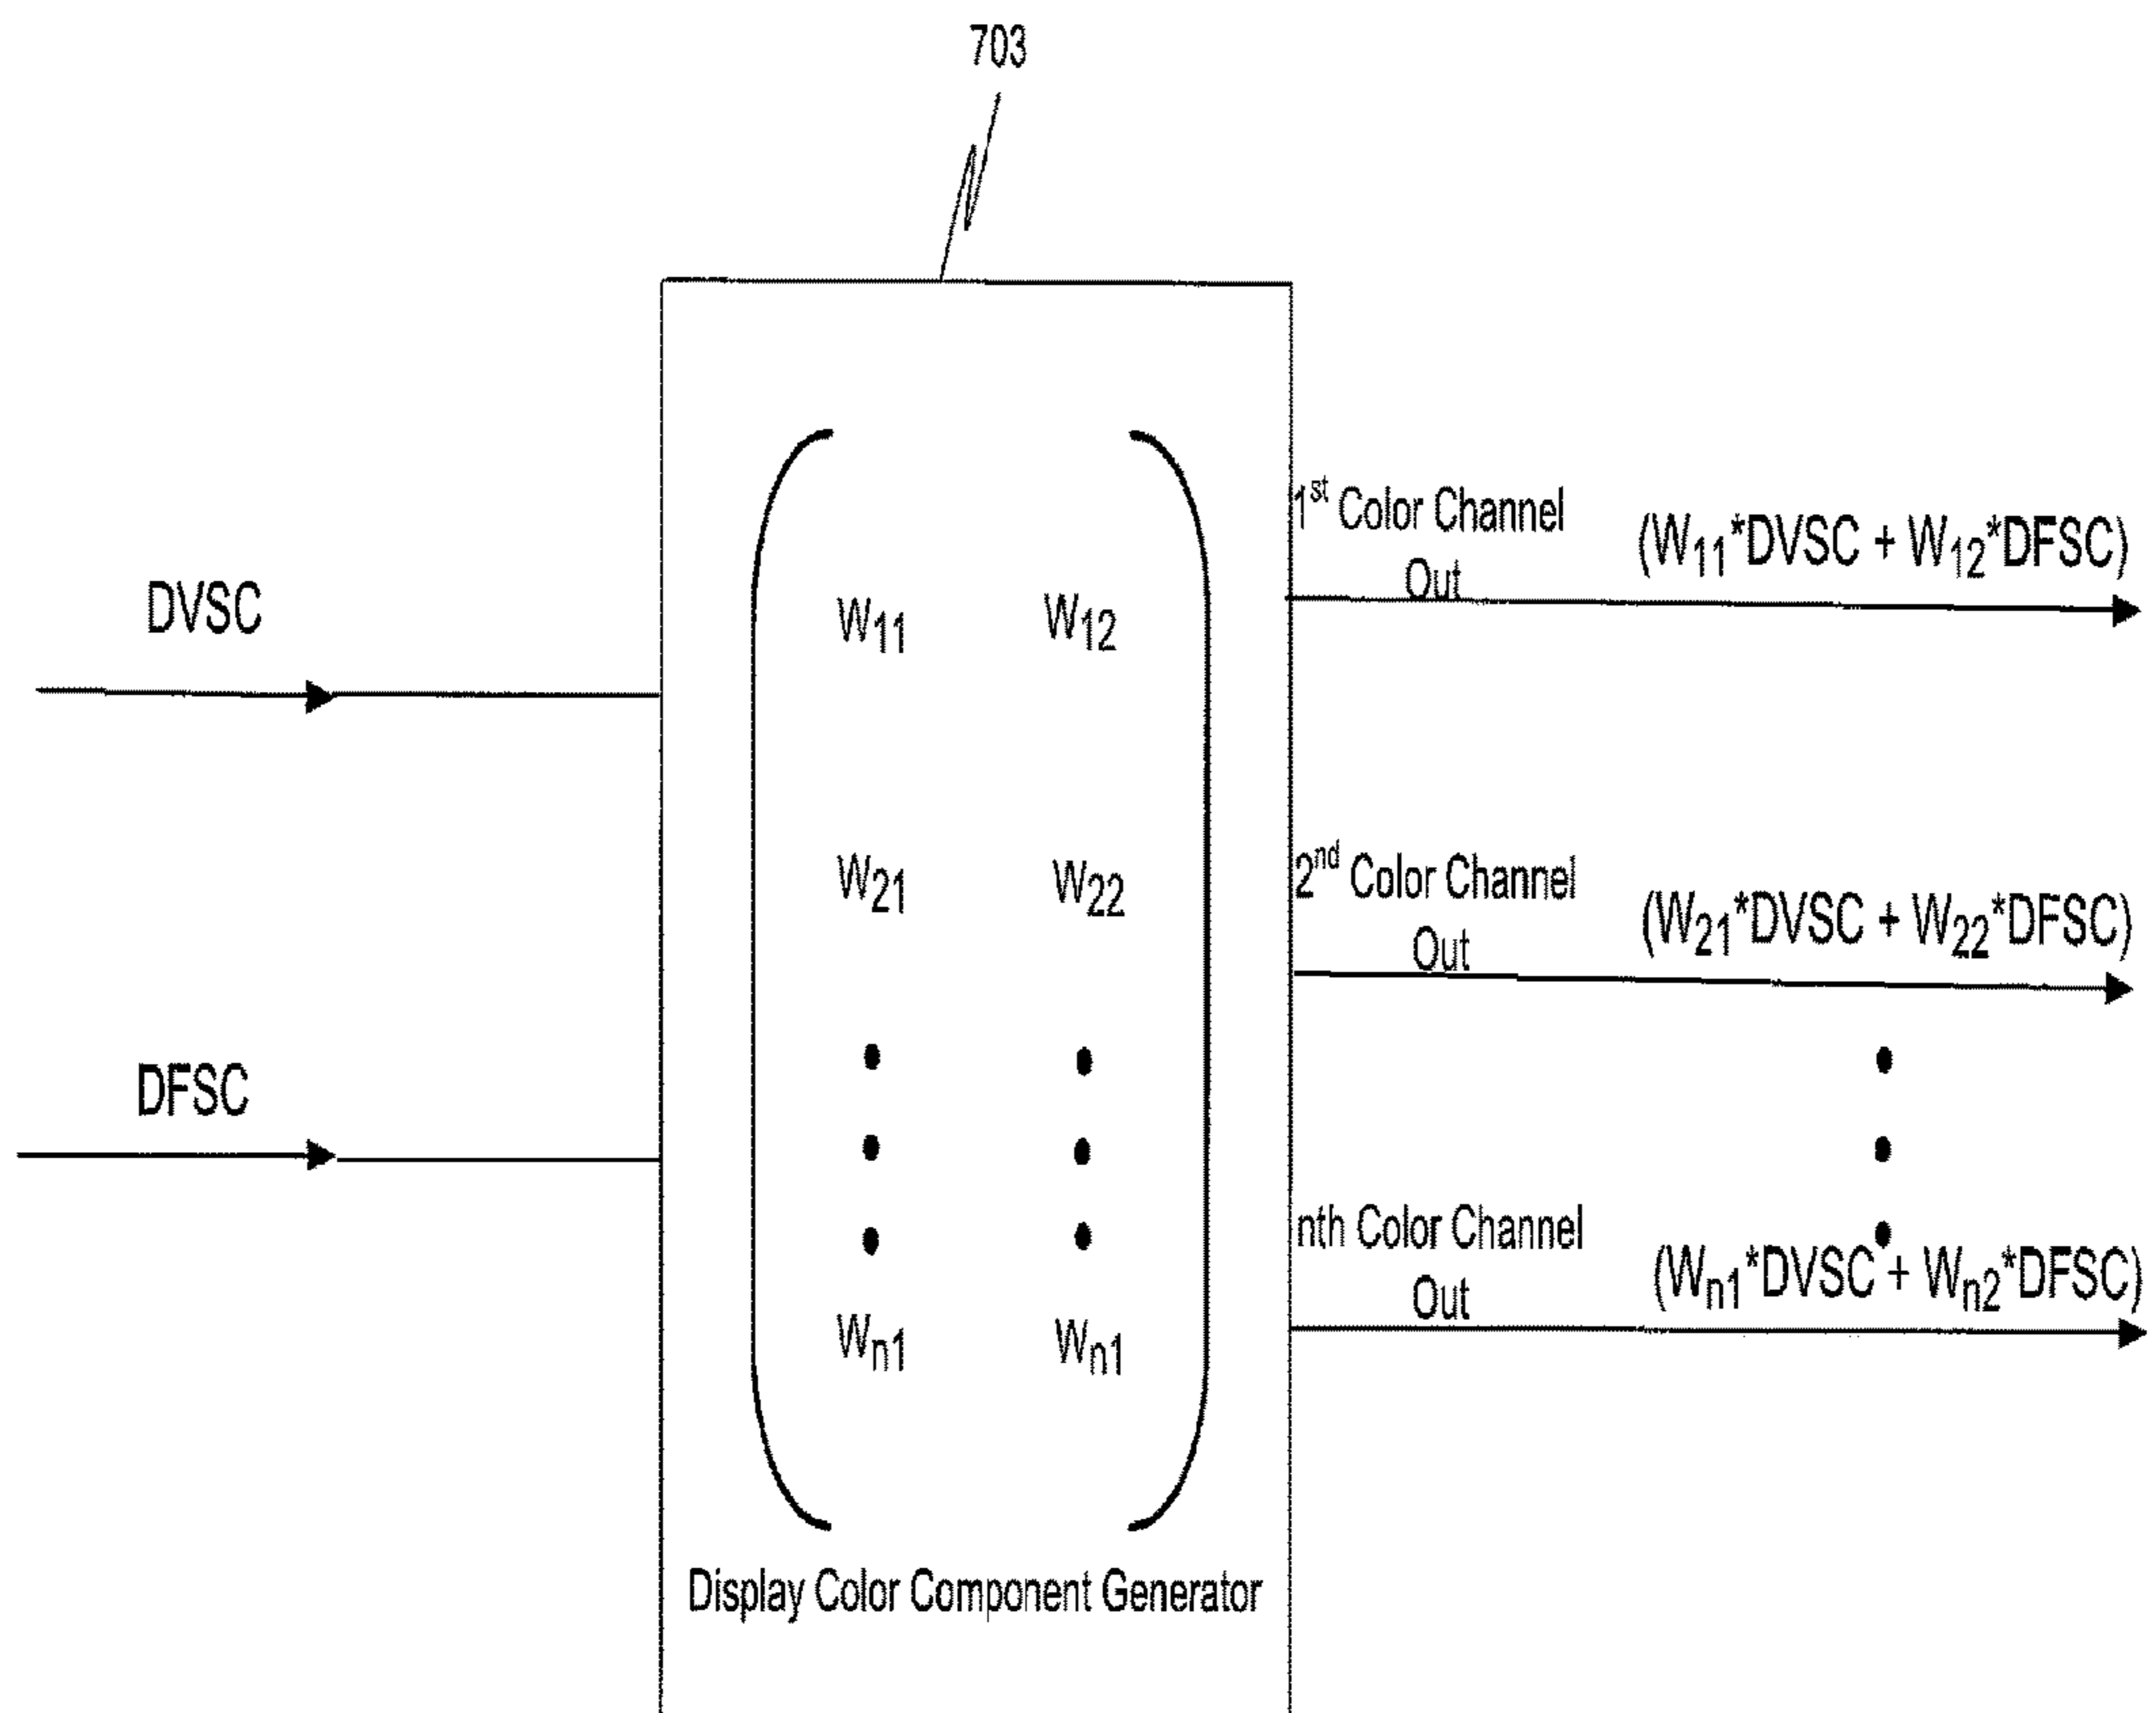 703
DVSC
DFSC
W11 W12
W21 W22
Wn1 Wn1
Display Color Component Generator
1st Color Channel
Out
(W11*DVSC + W12*DFSC)
2nd Color Channel
Out
(W21*DVSC + W22*DFSC)
nth Color Channel
Out
(Wn1*DVSC + Wn2*DFSC)